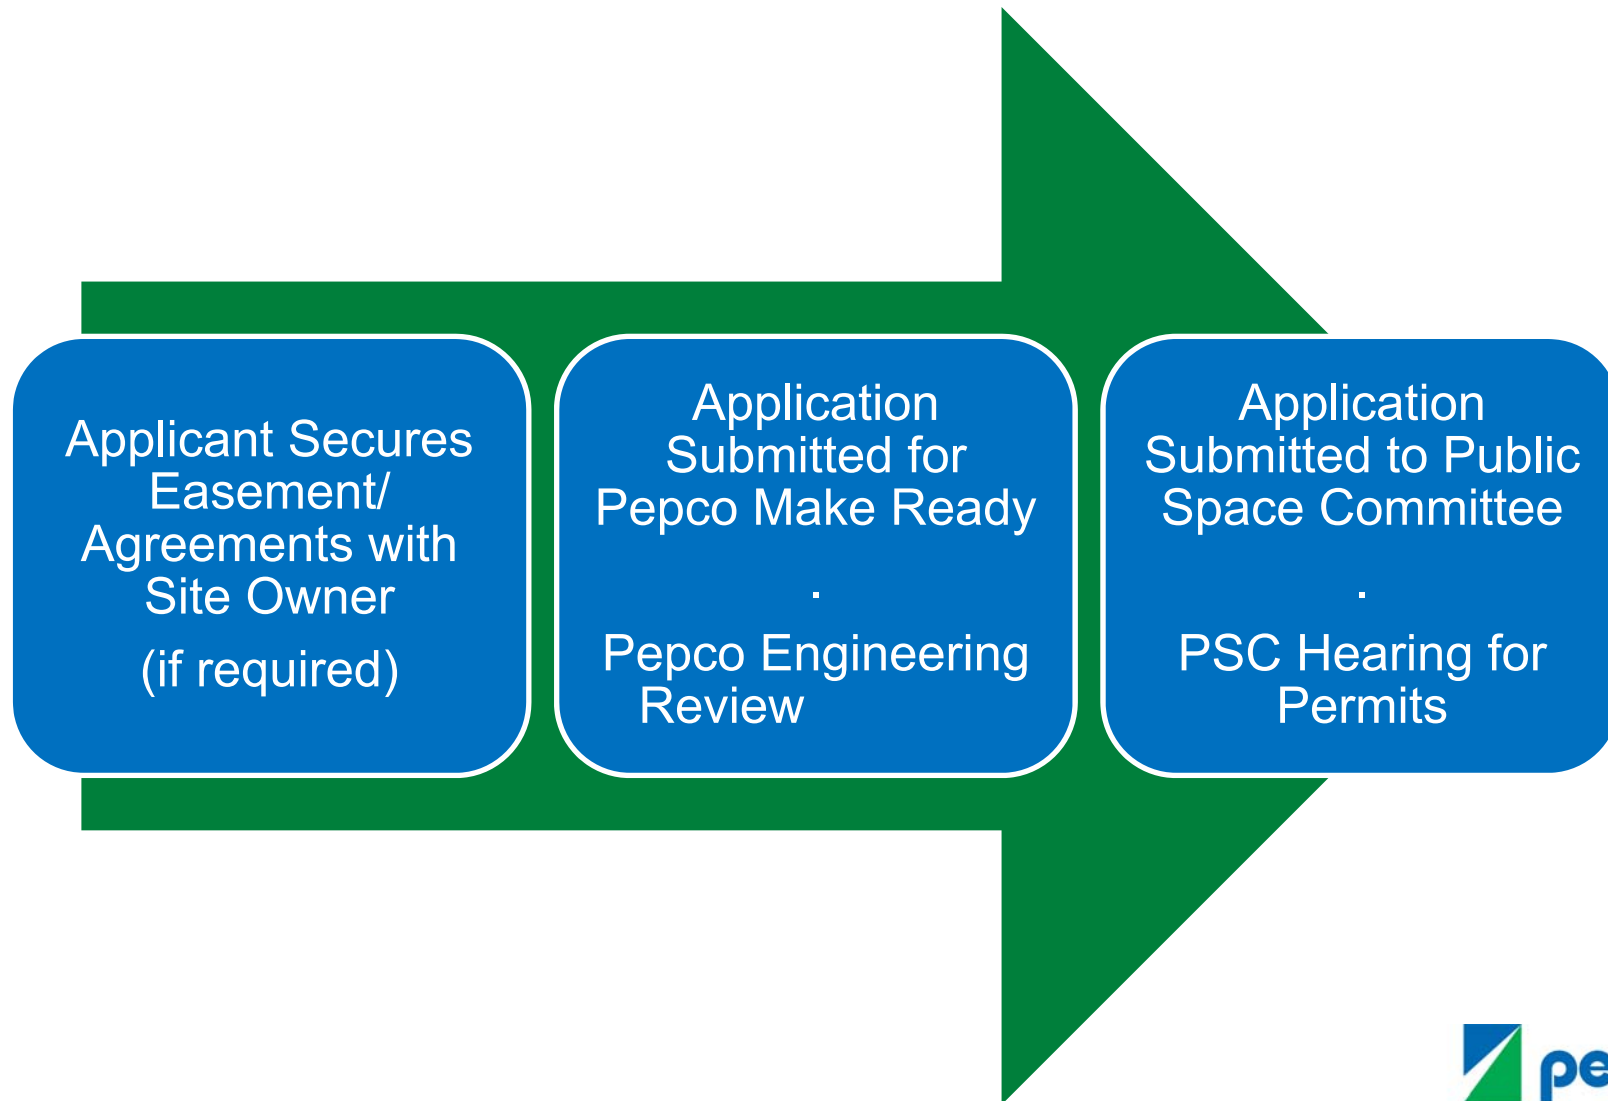 Applicant Secures
Easement/
Agreements with
Site Owner
(if required)
Application
Submitted for
Pepco Make Ready
.
Pepco Engineering
Review
Application
Submitted to Public
Space Committee
.
PSC Hearing for
Permits
pe